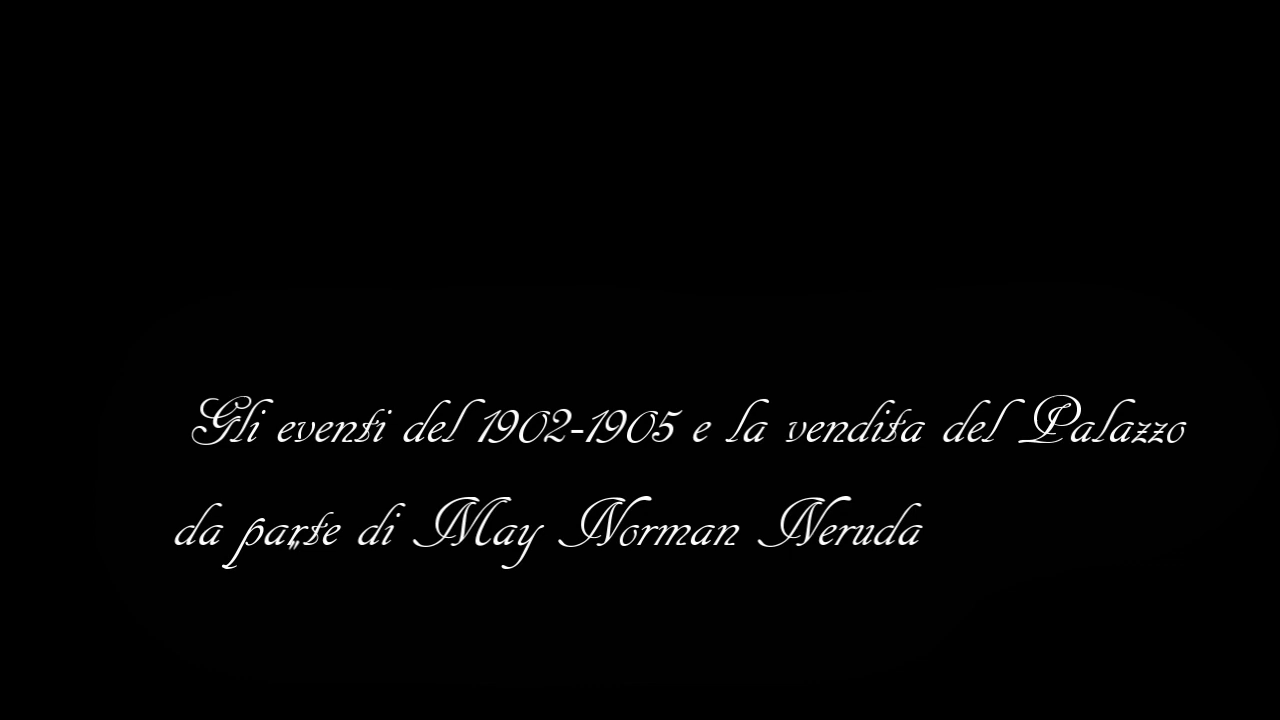 Gli eventi del 1902-1905 e la vendita del Palazzo
da parte di May Norman Neruda